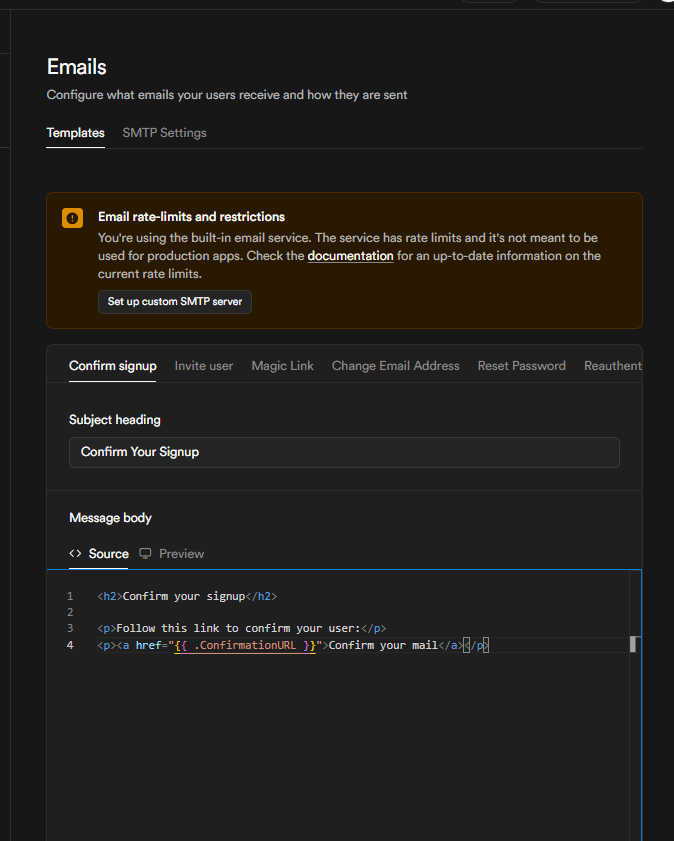 Emails
Configure what emails your users receive and how they are sent
Templates SMTP Settings
Email rate-limits and restrictions
You're using the built-in email service. The service has rate limits and it's not meant to be
used for production apps. Check the documentation for an up-to-date information on the
current rate limits.
Set up custom SMTP server
Confirm signup Invite user Magic Link Change Email Address Reset Password Reauthent
Subject heading
Confirm Your Signup
Message body
<> Source Preview
1 <h2>Confirm your signup</h2>
2
3 <p>Follow this link to confirm your user:</p>
4 <p><a href="{{ .ConfirmationURL }}">Confirm your mail</a></p>